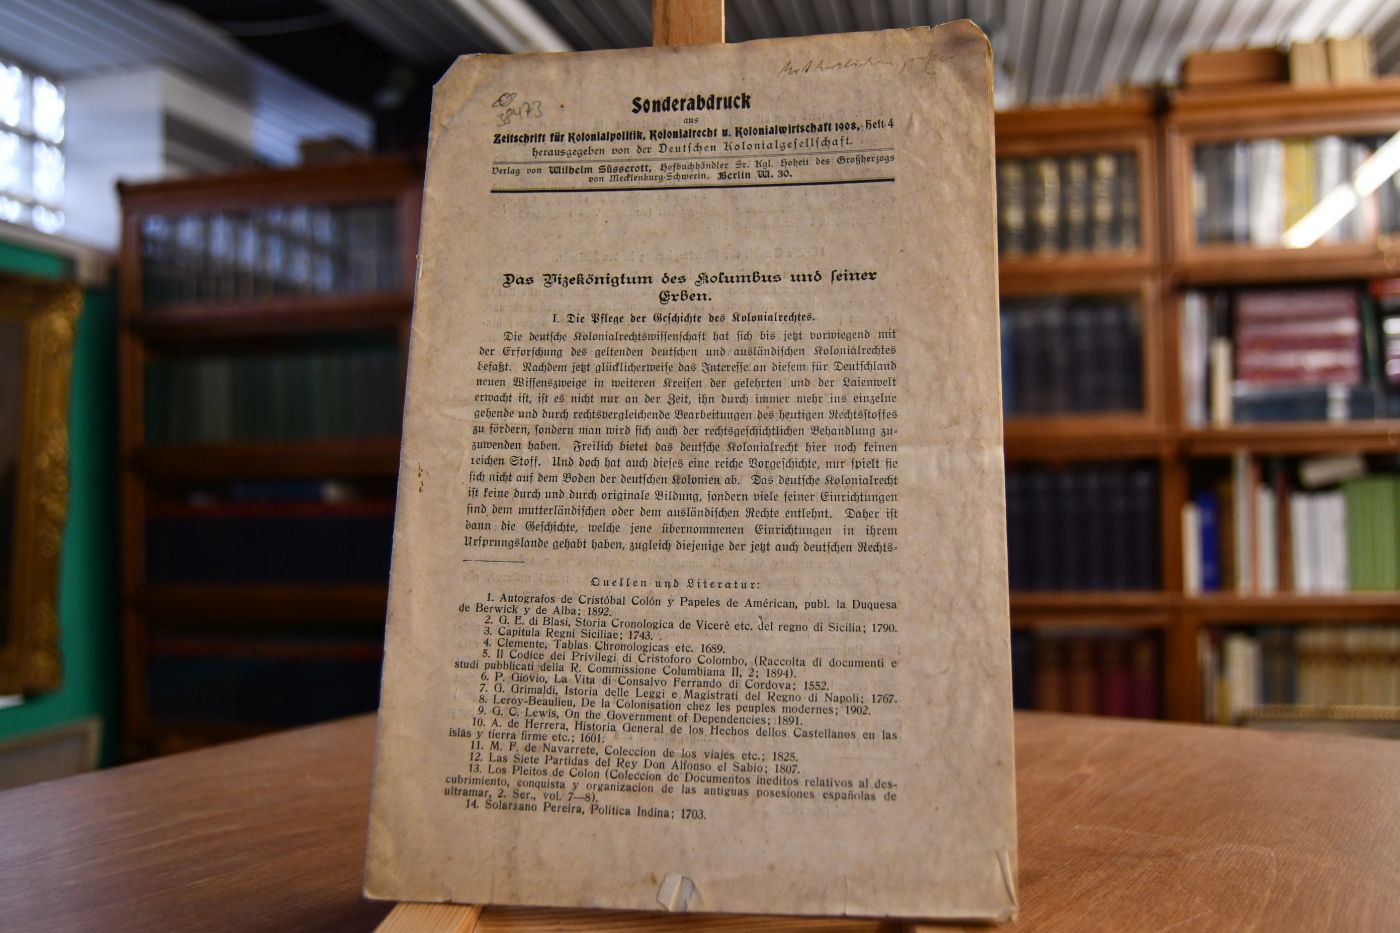 Mit herzlichem
38473
Sonderabdruck
aus
Zeitschrift für Kolonialpolitik, Kolonialrecht u. Kolonialwirtschaft 1908, Heft 4
herausgegeben von der Deutschen Kolonialgesellschaft.
Verlag von Wilhelm Süsserott, Hofbuchhändler Sr. Kgl. Hoheit des Großherzogs
von Mecklenburg-Schwerin, Berlin W. 30.
Das Vizekönigtum des Kolumbus und seiner
Erben.
I. Die Pflege der Geschichte des Kolonialrechtes.
Die deutsche Kolonialrechtswissenschaft hat sich bis jetzt vorwiegend mit
der Erforschung des geltenden deutschen und ausländischen Kolonialrechtes
befaßt. Nachdem jetzt glücklicherweise das Interesse an diesem für Deutschland
neuen Wissenszweige in weiteren Kreisen der gelehrten und der Laienwelt
erwacht ist, ist es nicht nur an der Zeit, ihn durch immer mehr ins einzelne
gehende und durch rechtsvergleichende Bearbeitungen des heutigen Rechtsstoffes
zu fördern, sondern man wird sich auch der rechtsgeschichtlichen Behandlung zu-
zuwenden haben. Freilich bietet das deutsche Kolonialrecht hier noch keinen
reichen Stoff. Und doch hat auch dieses eine reiche Vorgeschichte, nur spielt sie
sich nicht auf dem Boden der deutschen Kolonien ab. Das deutsche Kolonialrecht
ist keine durch und durch originale Bildung, sondern viele seiner Einrichtungen
sind dem mutterländischen oder dem ausländischen Rechte entlehnt. Daher ist
dann die Geschichte, welche jene übernommenen Einrichtungen in ihrem
Ursprungslande gehabt haben, zugleich diejenige der jetzt auch deutschen Rechts-
Quellen und Literatur:
1. Autografos de Cristóbal Colón y Papeles de Américan, publ. la Duquesa
de Berwick y de Alba; 1892.
2. G. E. di Blasi, Storia Cronologica de Vicerè etc. del regno di Sicilia; 1790.
3. Capitula Regni Siciliae; 1743.
4. Clemente, Tablas Chronologicas etc. 1689.
5. Il Codice dei Privilegi di Cristoforo Colombo, (Raccolta di documenti e
studi pubblicati della R. Commissione Columbiana II, 2; 1894).
6. P. Giovio, La Vita di Consalvo Ferrando di Cordova; 1552.
7. G. Grimaldi, Istoria delle Leggi e Magistrati del Regno di Napoli; 1767.
8. Leroy-Beaulieu, De la Colonisation chez les peuples modernes; 1902.
9. G. C. Lewis, On the Government of Dependencies; 1891.
10. A. de Herrera, Historia General de los Hechos dellos Castellanos en las
islas y tierra firme etc.; 1601.
11. M. F. de Navarrete, Coleccion de los viajes etc.; 1825.
12. Las Siete Partidas del Rey Don Alfonso el Sabio; 1807.
13. Los Pleitos de Colon (Coleccion de Documentos ineditos relativos al des-
cubrimiento, conquista y organizacion de las antiguas posesiones españolas de
ultramar, 2. Ser., vol. 7—8).
14. Solarzano Pereira, Politica Indina; 1703.